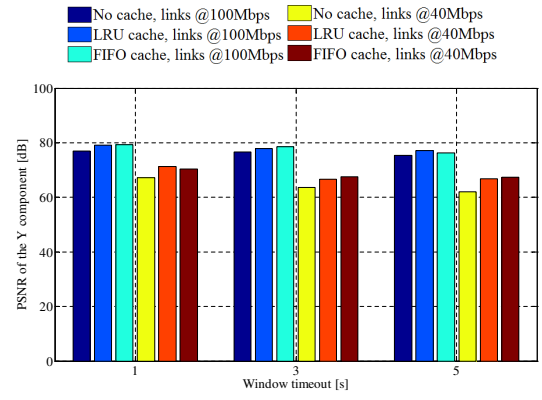 No cache, links @100Mbps No cache, links @40Mbps
LRU cache, links @100Mbps LRU cache, links @40Mbps
FIFO cache, links @100Mbps FIFO cache, links @40Mbps
PSNR of the Y component [dB]
100
80
60
40
20
0
1 3 5
Window timeout [s]